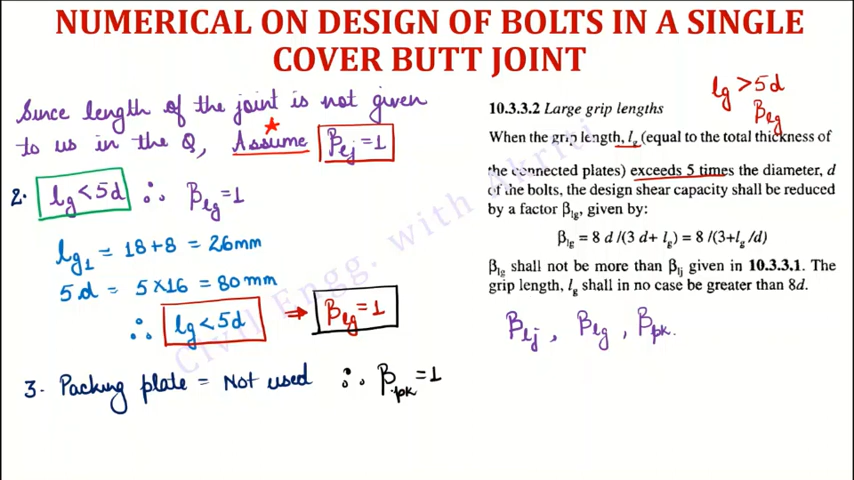 NUMERICAL ON DESIGN OF BOLTS IN A SINGLE
COVER BUTT JOINT
Since length of the joint is not given
to us in the Q, Assume βlj = 1
2. lg < 5d ∴ βlg = 1
lg1 = 18 + 8 = 26mm
5d = 5 × 16 = 80 mm
∴ lg < 5d ⇒ βlg = 1
3. Packing plate = Not used ∴ βpk = 1
lg > 5d
βlg
10.3.3.2 Large grip lengths
When the grip length, lg (equal to the total thickness of
the connected plates) exceeds 5 times the diameter, d
of the bolts, the design shear capacity shall be reduced
by a factor βlg, given by:
βlg = 8 d /(3 d+ lg) = 8 /(3+lg/d)
βlg shall not be more than βlj given in 10.3.3.1. The
grip length, lg shall in no case be greater than 8d.
βlj, βlg, βpk.
Civil Engg. with Akriti